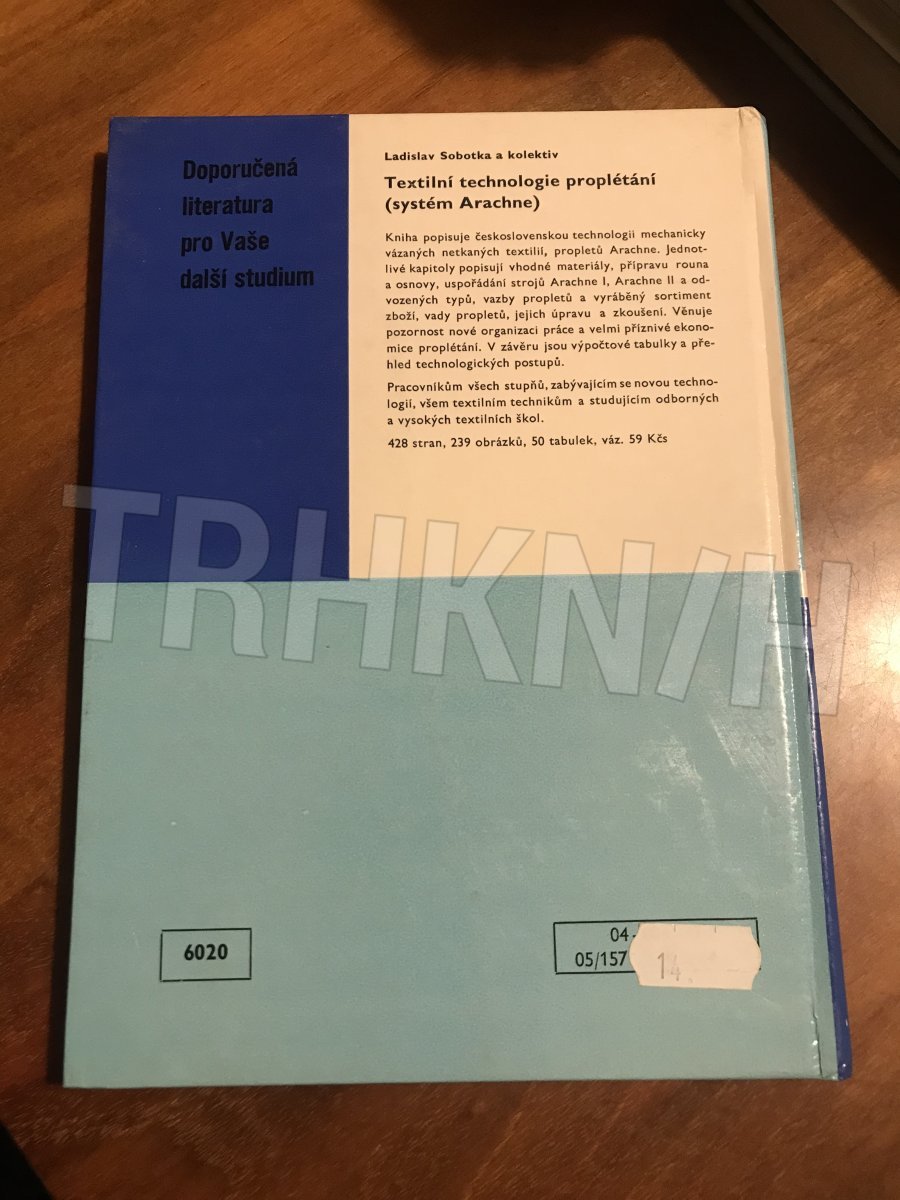 Doporučená
literatura
pro Vaše
další studium
Ladislav Sobotka a kolektiv
Textilní technologie proplétání
(systém Arachne)
Kniha popisuje československou technologii mechanicky
vázaných netkaných textilií, propletů Arachne. Jednot-
livé kapitoly popisují vhodné materiály, přípravu rouna
a osnovy, uspořádání strojů Arachne I, Arachne II a od-
vozených typů, vazby propletů a vyráběný sortiment
zboží, vady propletů, jejich úpravu a zkoušení. Věnuje
pozornost nové organizaci práce a velmi příznivé ekono-
mice proplétání. V závěru jsou výpočtové tabulky a pře-
hled technologických postupů.
Pracovníkům všech stupňů, zabývajícím se novou techno-
logií, všem textilním technikům a studujícím odborných
a vysokých textilních škol.
428 stran, 239 obrázků, 50 tabulek, váz. 59 Kčs
TRHKN/H
6020
04-
05/157
14,—